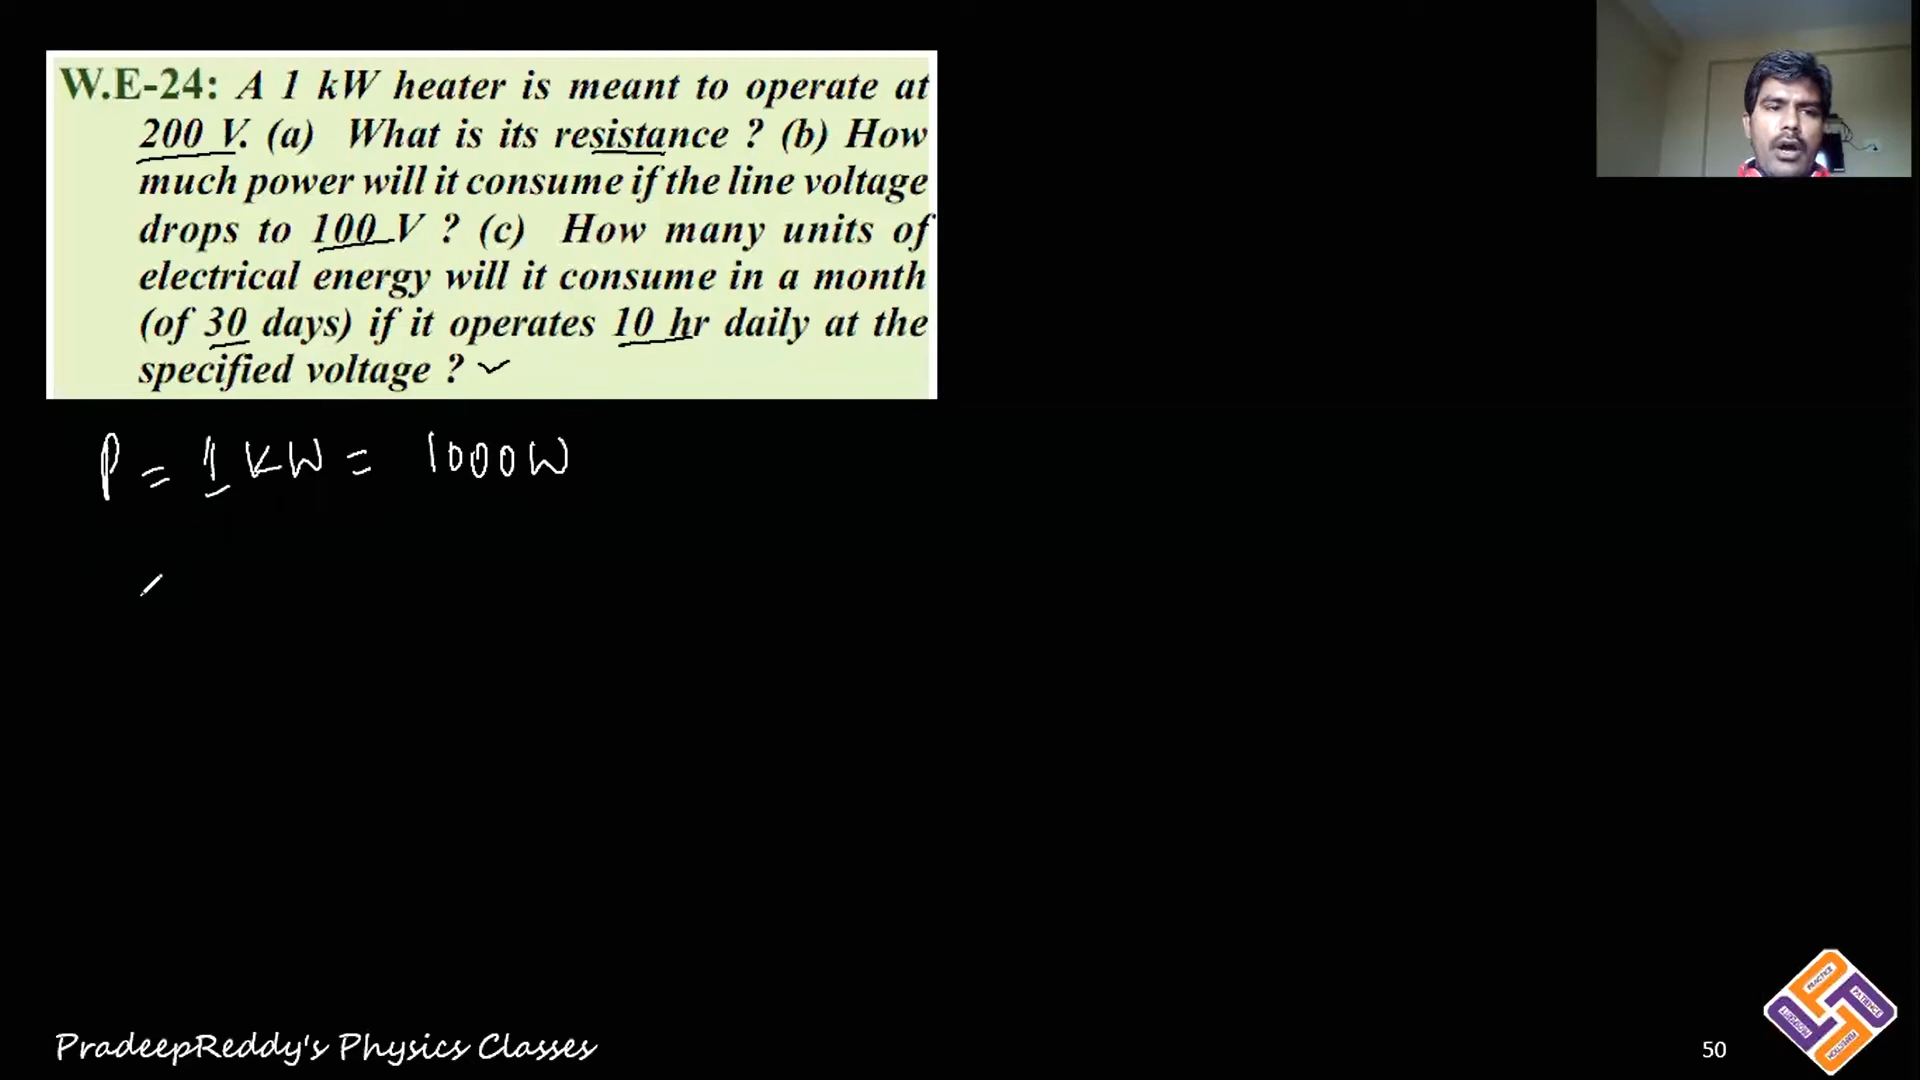 W.E-24: A 1 kW heater is meant to operate at
200 V. (a) What is its resistance ? (b) How
much power will it consume if the line voltage
drops to 100 V ? (c) How many units of
electrical energy will it consume in a month
(of 30 days) if it operates 10 hr daily at the
specified voltage ?
P = 1 KW = 1000W
PradeepReddy's Physics Classes
50
PRACTICE
PATIENCE